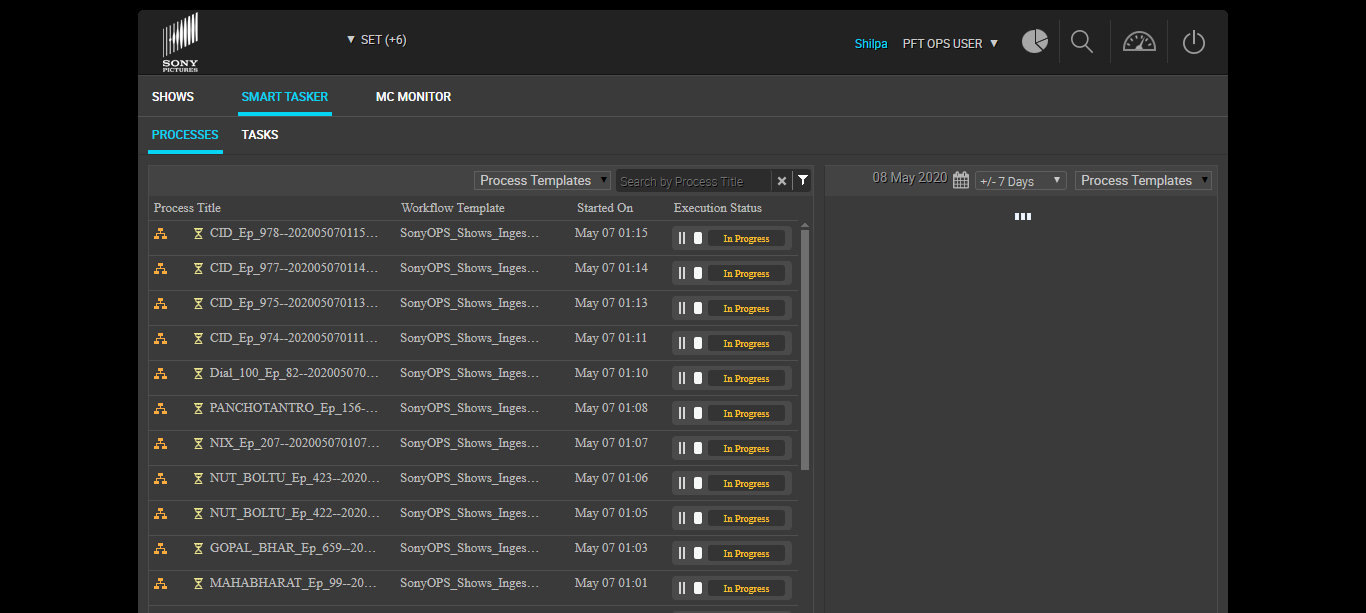 SONY
PICTURES
▼ SET (+6)
Shilpa PFT OPS USER ▼
SHOWS SMART TASKER MC MONITOR
PROCESSES TASKS
Process Templates Search by Process Title
08 May 2020 +/- 7 Days Process Templates
Process Title Workflow Template Started On Execution Status
CID_Ep_978--202005070115... SonyOPS_Shows_Inges... May 07 01:15 In Progress
CID_Ep_977--202005070114... SonyOPS_Shows_Inges... May 07 01:14 In Progress
CID_Ep_975--202005070113... SonyOPS_Shows_Inges... May 07 01:13 In Progress
CID_Ep_974--202005070111... SonyOPS_Shows_Inges... May 07 01:11 In Progress
Dial_100_Ep_82--202005070... SonyOPS_Shows_Inges... May 07 01:10 In Progress
PANCHOTANTRO_Ep_156-... SonyOPS_Shows_Inges... May 07 01:08 In Progress
NIX_Ep_207--202005070107... SonyOPS_Shows_Inges... May 07 01:07 In Progress
NUT_BOLTU_Ep_423--2020... SonyOPS_Shows_Inges... May 07 01:06 In Progress
NUT_BOLTU_Ep_422--2020... SonyOPS_Shows_Inges... May 07 01:05 In Progress
GOPAL_BHAR_Ep_659--20... SonyOPS_Shows_Inges... May 07 01:03 In Progress
MAHABHARAT_Ep_99--20... SonyOPS_Shows_Inges... May 07 01:01 In Progress